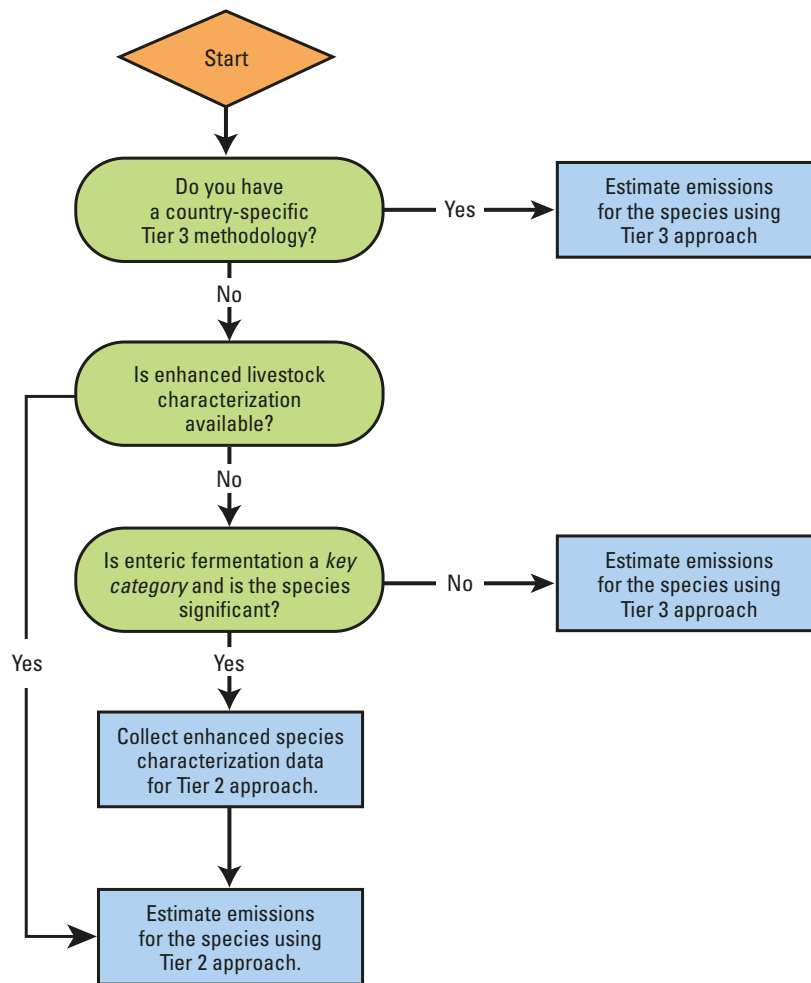 Start
Do you have
a country-specific
Tier 3 methodology?
Yes
Estimate emissions
for the species using
Tier 3 approach
No
Is enhanced livestock
characterization
available?
No
Is enteric fermentation a key
category and is the species
significant?
No
Estimate emissions
for the species using
Tier 3 approach
Yes
Yes
Collect enhanced species
characterization data
for Tier 2 approach.
Estimate emissions
for the species using
Tier 2 approach.